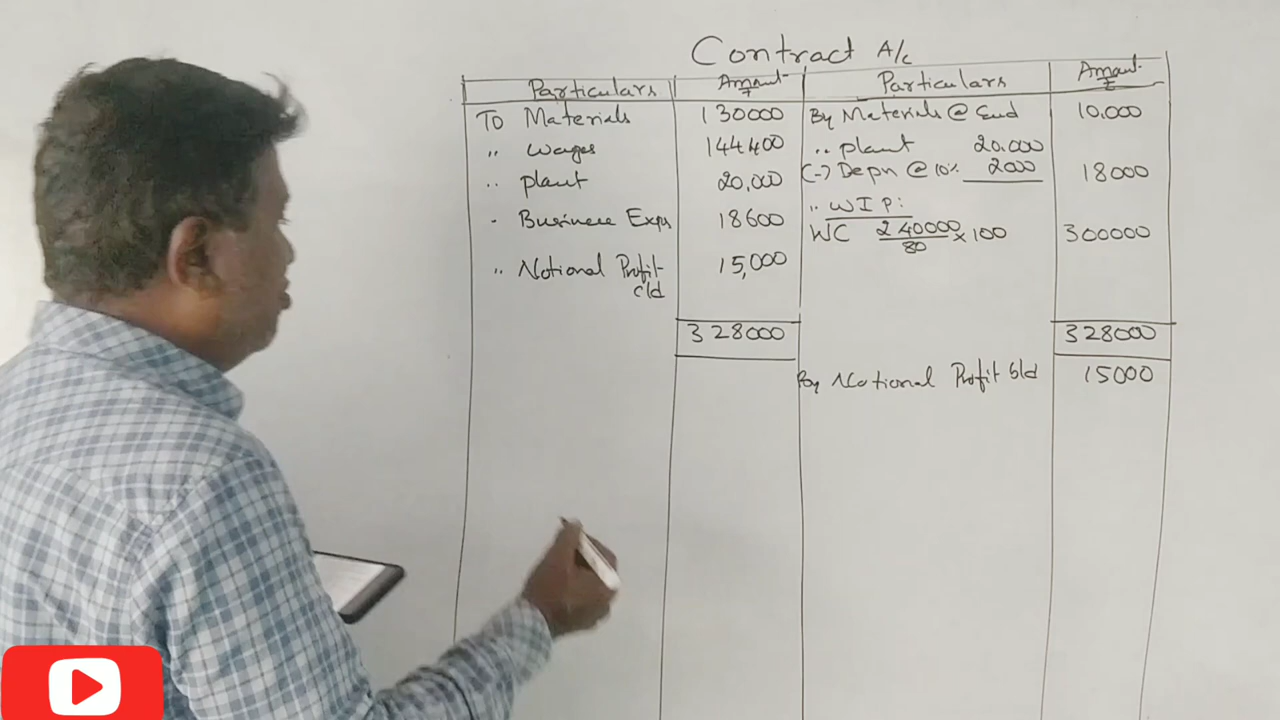 Contract A/c
Particulars Amount ₹ Particulars Amount ₹
To Materials 130000 By Materials @ End 10,000
" Wages 144400 " plant 20,000
" plant 20,000 (-) Depn @ 10% 2000 18000
- Business Exps 18600 " WIP:
WC 240000/80 x 100 300000
" Notional Profit c/d 15,000
328000 328000
By Notional Profit b/d 15000